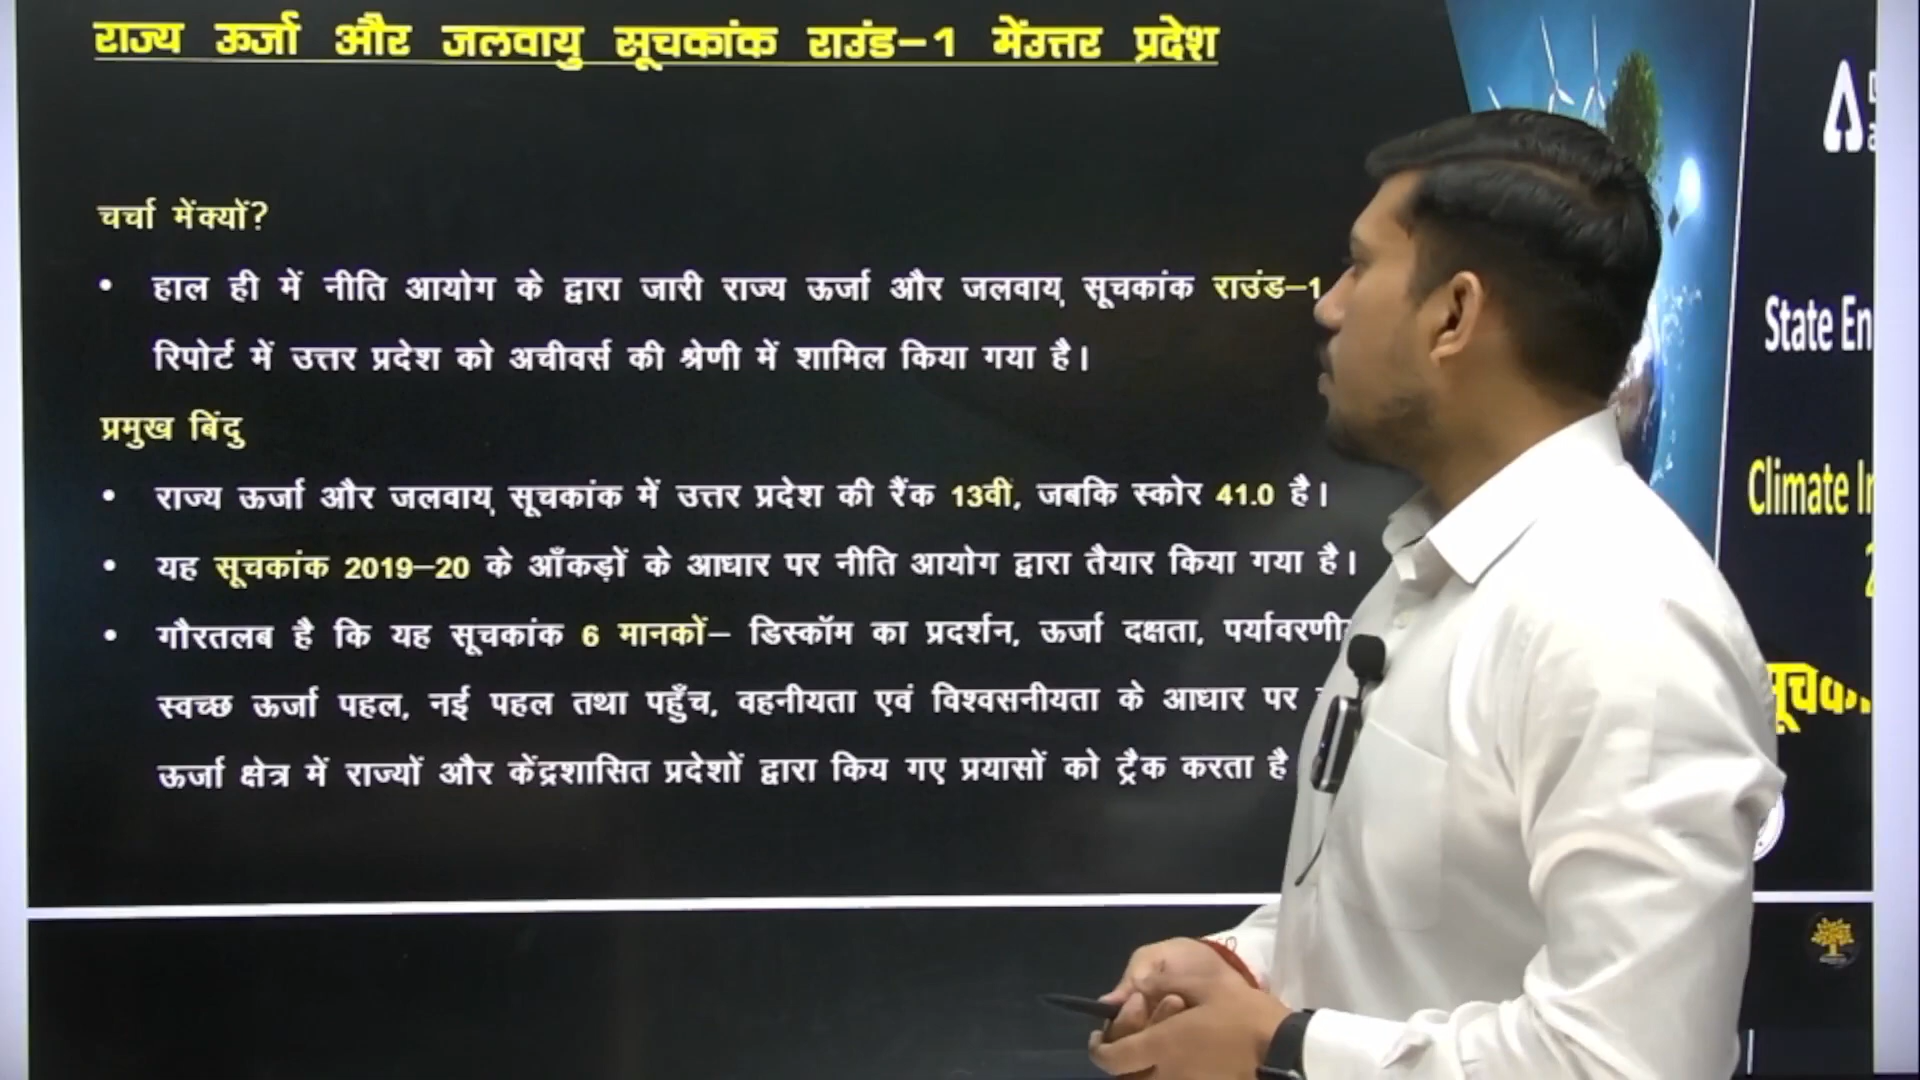 राज्य ऊर्जा और जलवायु सूचकांक राउंड–1 मेंउत्तर प्रदेश
चर्चा मेंक्यों?
• हाल ही में नीति आयोग के द्वारा जारी राज्य ऊर्जा और जलवायु सूचकांक राउंड–1
रिपोर्ट में उत्तर प्रदेश को अचीवर्स की श्रेणी में शामिल किया गया है।
प्रमुख बिंदु
• राज्य ऊर्जा और जलवायु सूचकांक में उत्तर प्रदेश की रैंक 13वी, जबकि स्कोर 41.0 है।
• यह सूचकांक 2019–20 के आँकड़ों के आधार पर नीति आयोग द्वारा तैयार किया गया है।
• गौरतलब है कि यह सूचकांक 6 मानकों– डिस्कॉम का प्रदर्शन, ऊर्जा दक्षता, पर्यावरणी
स्वच्छ ऊर्जा पहल, नई पहल तथा पहुँच, वहनीयता एवं विश्वसनीयता के आधार पर
ऊर्जा क्षेत्र में राज्यों और केंद्रशासित प्रदेशों द्वारा किय गए प्रयासों को ट्रैक करता है
State En
Climate In